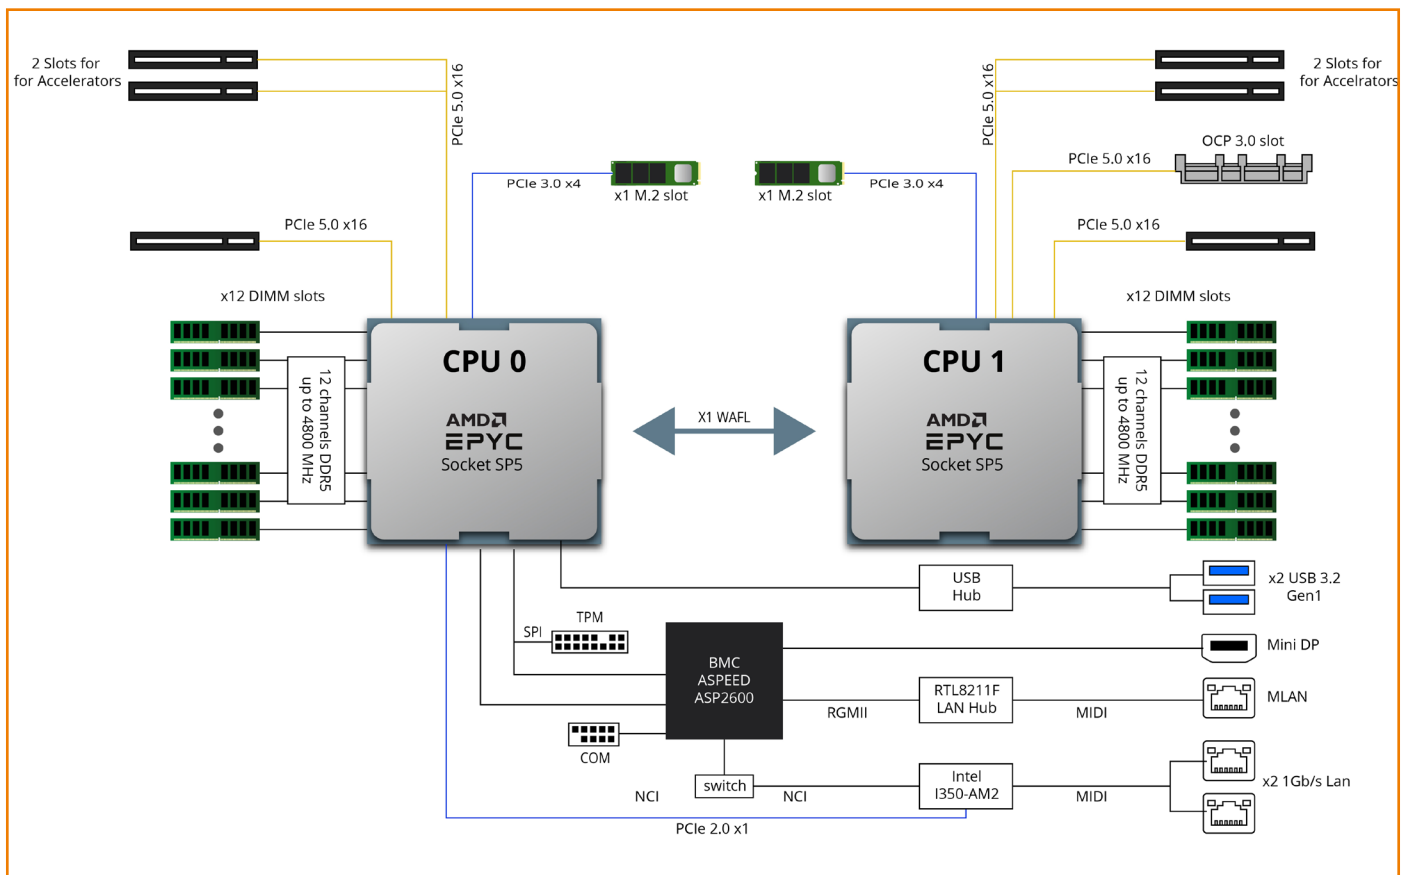 2 Slots for
for Accelerators
PCIe 5.0 x16
PCIe 5.0 x16
2 Slots for
for Accelrators
OCP 3.0 slot
PCIe 5.0 x16
PCIe 3.0 x4
x1 M.2 slot
PCIe 3.0 x4
x1 M.2 slot
PCIe 5.0 x16
PCIe 5.0 x16
x12 DIMM slots
x12 DIMM slots
CPU 0
AMD
EPYC
Socket SP5
12 channels DDR5
up to 4800 MHz
X1 WAFL
CPU 1
AMD
EPYC
Socket SP5
12 channels DDR5
up to 4800 MHz
USB
Hub
x2 USB 3.2
Gen1
TPM
SPI
BMC
ASPEED
ASP2600
Mini DP
RTL8211F
LAN Hub
RGMII
MIDI
MLAN
COM
switch
NCI
NCI
Intel
I350-AM2
MIDI
x2 1Gb/s Lan
PCIe 2.0 x1